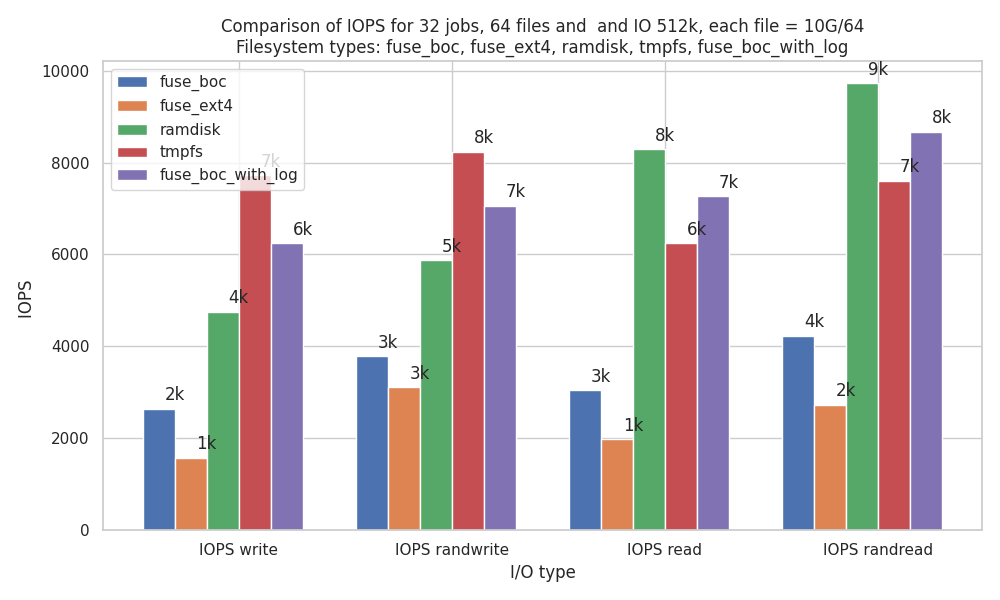 Comparison of IOPS for 32 jobs, 64 files and  and IO 512k, each file = 10G/64
Filesystem types: fuse_boc, fuse_ext4, ramdisk, tmpfs, fuse_boc_with_log
fuse_boc
fuse_ext4
ramdisk
tmpfs
fuse_boc_with_log
IOPS
10000
8000
6000
4000
2000
0
2k
1k
4k
7k
6k
3k
3k
5k
8k
7k
3k
1k
8k
6k
7k
4k
2k
9k
7k
8k
IOPS write
IOPS randwrite
IOPS read
IOPS randread
I/O type